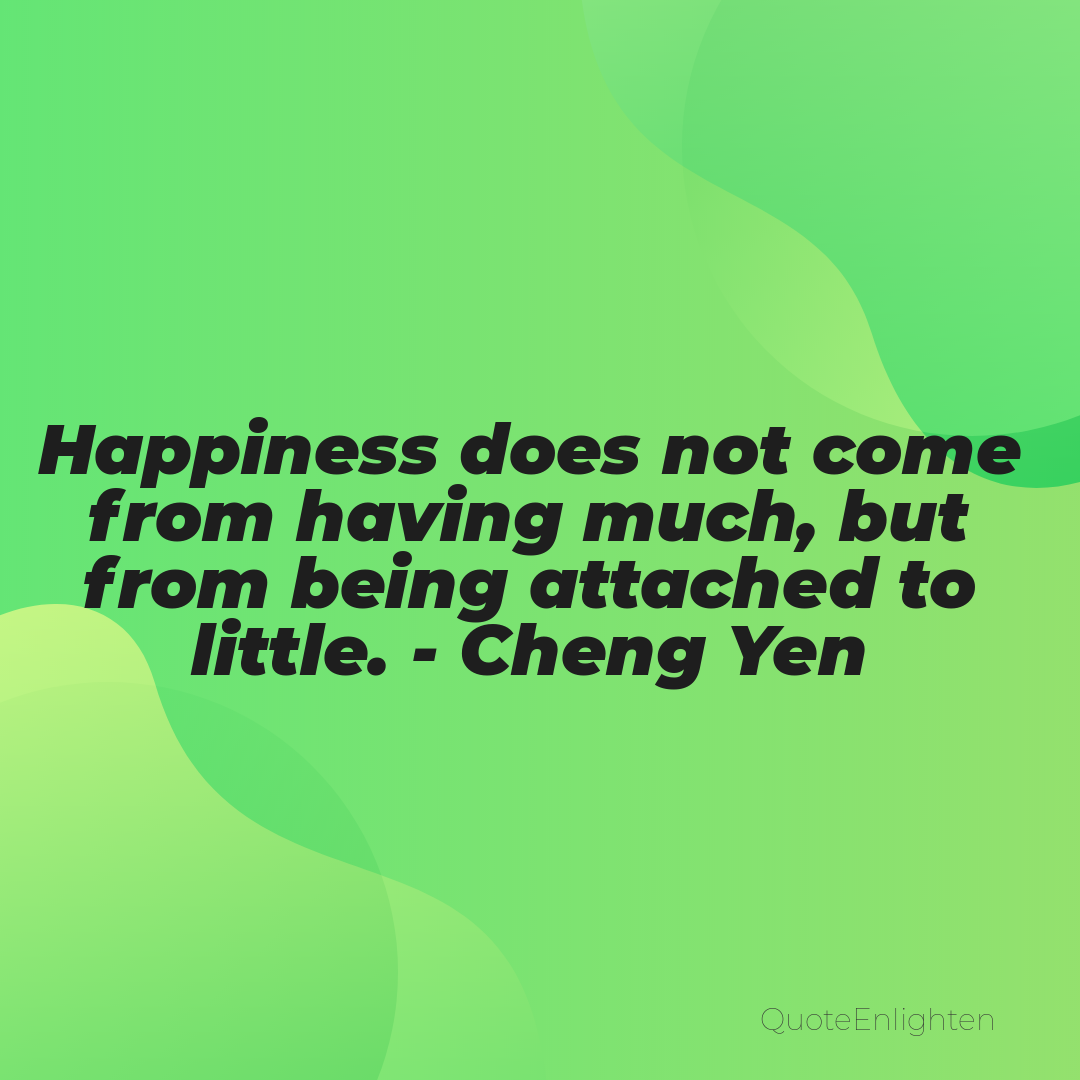 Happiness does not come
from having much, but
from being attached to
little. - Cheng Yen
QuoteEnlighten